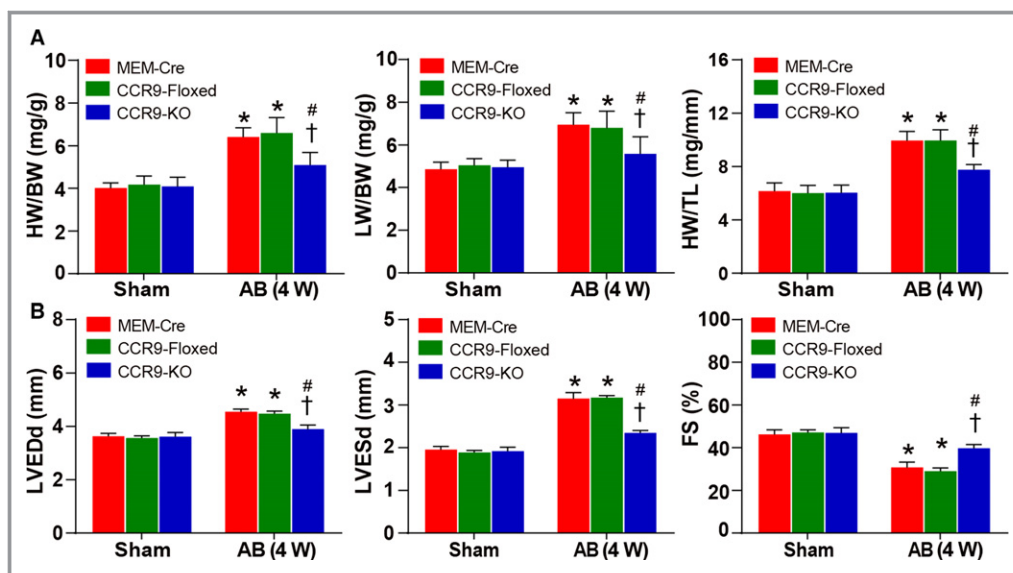 A
HW/BW (mg/g)
10
8
6
4
2
0
MEM-Cre
CCR9-Floxed
CCR9-KO
* * # †
Sham AB (4 W)
LW/BW (mg/g)
10
8
6
4
2
0
MEM-Cre
CCR9-Floxed
CCR9-KO
* * # †
Sham AB (4 W)
HW/TL (mg/mm)
16
12
8
4
0
MEM-Cre
CCR9-Floxed
CCR9-KO
* * # †
Sham AB (4 W)
B
LVEDd (mm)
8
6
4
2
0
MEM-Cre
CCR9-Floxed
CCR9-KO
* * # †
Sham AB (4 W)
LVESd (mm)
5
4
3
2
1
0
MEM-Cre
CCR9-Floxed
CCR9-KO
* * # †
Sham AB (4 W)
FS (%)
100
80
60
40
20
0
MEM-Cre
CCR9-Floxed
CCR9-KO
* * # †
Sham AB (4 W)